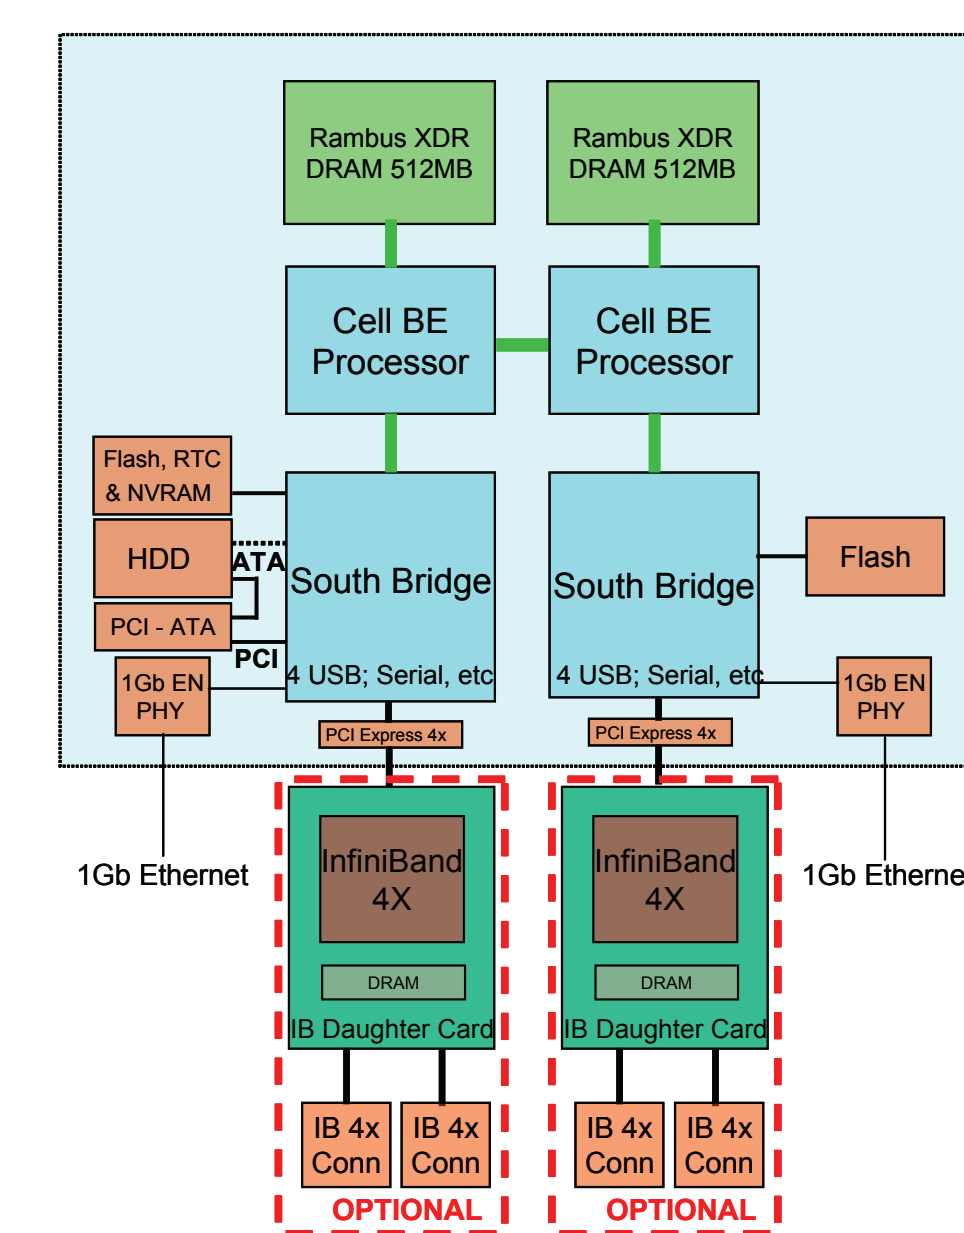 Rambus XDR
DRAM 512MB
Rambus XDR
DRAM 512MB
Cell BE
Processor
Cell BE
Processor
Flash, RTC
& NVRAM
HDD
ATA
PCI - ATA
PCI
1Gb EN
PHY
South Bridge
4 USB; Serial, etc
South Bridge
4 USB; Serial, etc
Flash
1Gb EN
PHY
PCI Express 4x
PCI Express 4x
1Gb Ethernet
1Gb Etherne
InfiniBand
4X
DRAM
IB Daughter Card
InfiniBand
4X
DRAM
IB Daughter Card
IB 4x
Conn
IB 4x
Conn
OPTIONAL
IB 4x
Conn
IB 4x
Conn
OPTIONAL